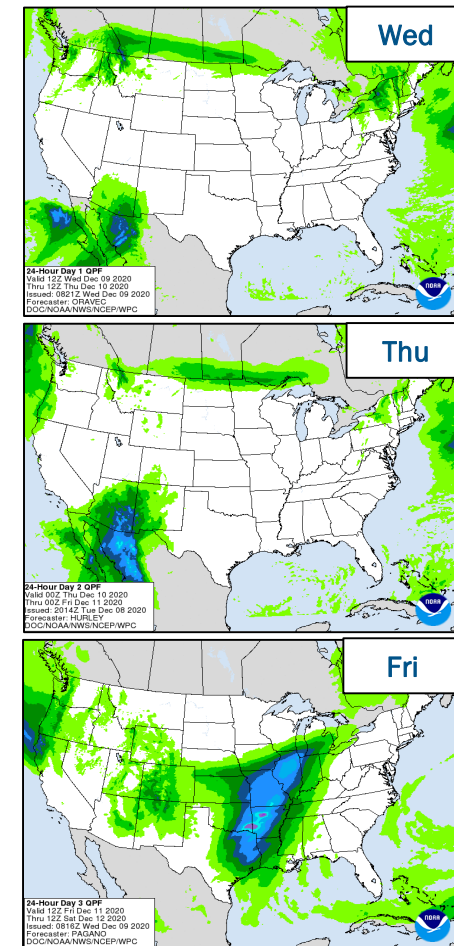 Wed
24-Hour Day 1 QPF
Valid 12Z Wed Dec 09 2020
Thru 12Z Thu Dec 10 2020
Issued: 0821Z Wed Dec 09 2020
Forecaster: ORAVEC
DOC/NOAA/NWS/NCEP/WPC
NOAA
Thu
24-Hour Day 2 QPF
Valid 00Z Thu Dec 10 2020
Thru 00Z Fri Dec 11 2020
Issued: 2014Z Tue Dec 08 2020
Forecaster: HURLEY
DOC/NOAA/NWS/NCEP/WPC
NOAA
Fri
24-Hour Day 3 QPF
Valid 12Z Fri Dec 11 2020
Thru 12Z Sat Dec 12 2020
Issued: 0816Z Wed Dec 09 2020
Forecaster: PAGANO
DOC/NOAA/NWS/NCEP/WPC
NOAA